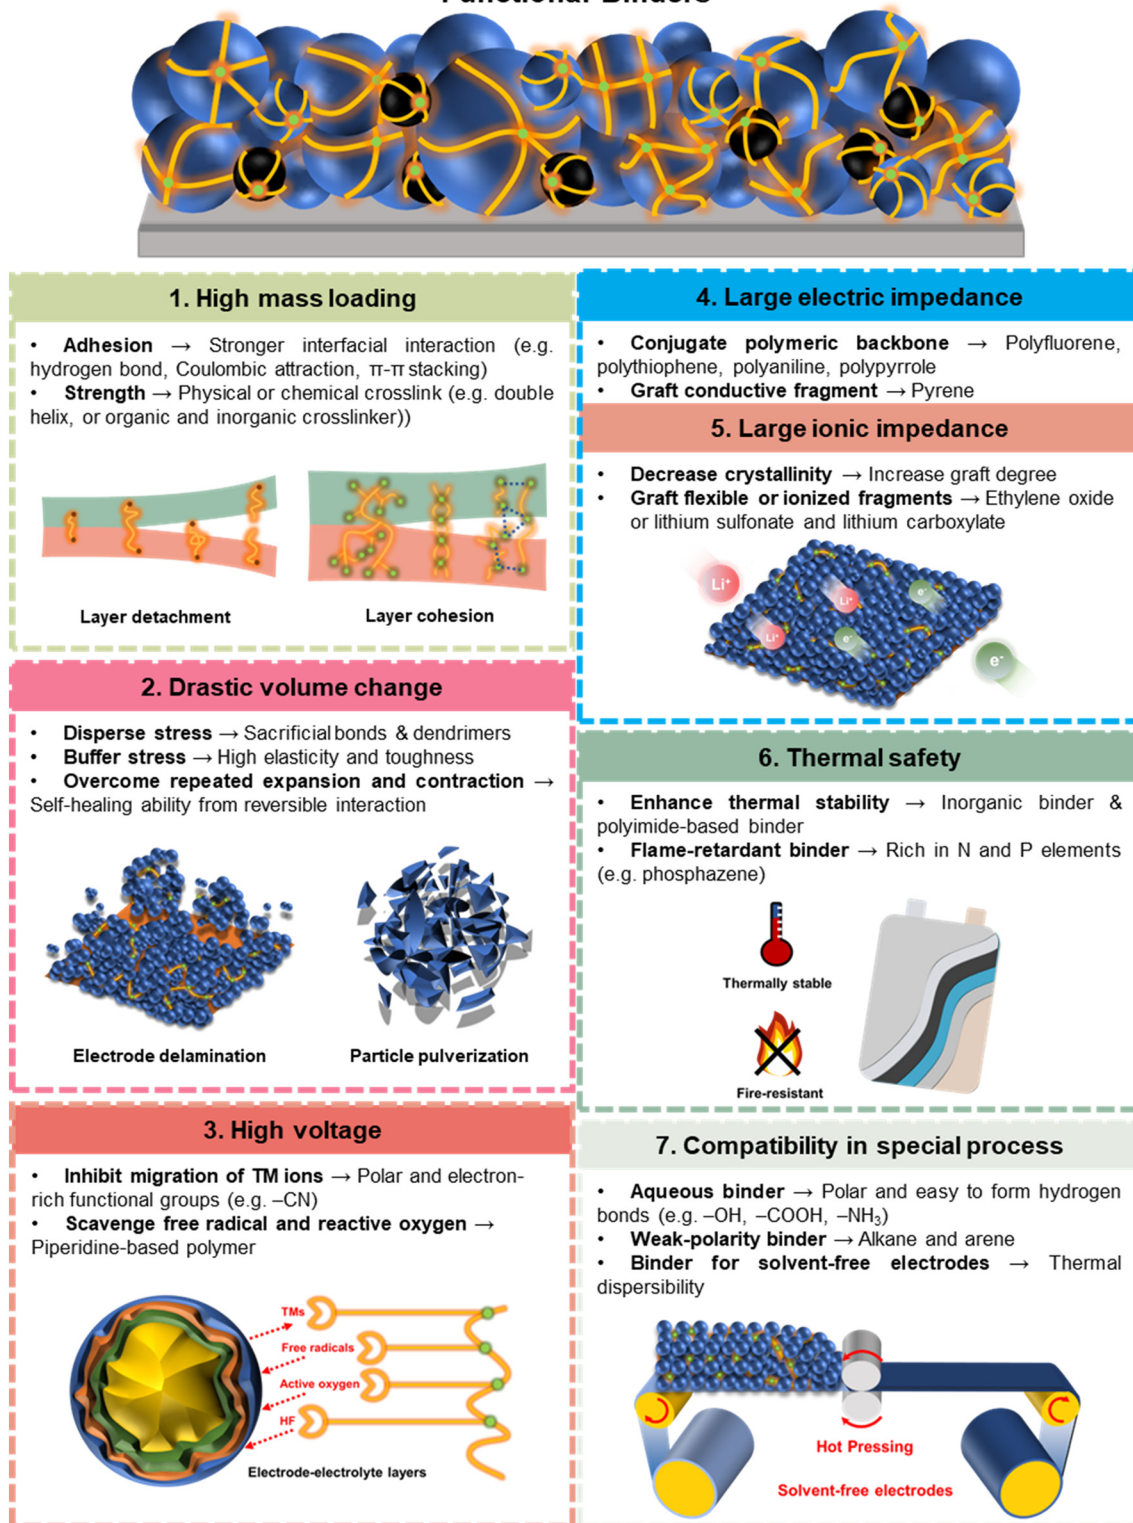 Functional Binders
1. High mass loading
• Adhesion → Stronger interfacial interaction (e.g.
hydrogen bond, Coulombic attraction, π-π stacking)
• Strength → Physical or chemical crosslink (e.g. double
helix, or organic and inorganic crosslinker))
Layer detachment
Layer cohesion
2. Drastic volume change
• Disperse stress → Sacrificial bonds & dendrimers
• Buffer stress → High elasticity and toughness
• Overcome repeated expansion and contraction →
Self-healing ability from reversible interaction
Electrode delamination
Particle pulverization
3. High voltage
• Inhibit migration of TM ions → Polar and electron-
rich functional groups (e.g. –CN)
• Scavenge free radical and reactive oxygen →
Piperidine-based polymer
TMs
Free radicals
Active oxygen
HF
Electrode-electrolyte layers
4. Large electric impedance
• Conjugate polymeric backbone → Polyfluorene,
polythiophene, polyaniline, polypyrrole
• Graft conductive fragment → Pyrene
5. Large ionic impedance
• Decrease crystallinity → Increase graft degree
• Graft flexible or ionized fragments → Ethylene oxide
or lithium sulfonate and lithium carboxylate
Li⁺
Li⁺
e⁻
Li⁺
e⁻
e⁻
6. Thermal safety
• Enhance thermal stability → Inorganic binder &
polyimide-based binder
• Flame-retardant binder → Rich in N and P elements
(e.g. phosphazene)
Thermally stable
Fire-resistant
7. Compatibility in special process
• Aqueous binder → Polar and easy to form hydrogen
bonds (e.g. –OH, –COOH, –NH₃)
• Weak-polarity binder → Alkane and arene
• Binder for solvent-free electrodes → Thermal
dispersibility
Hot Pressing
Solvent-free electrodes